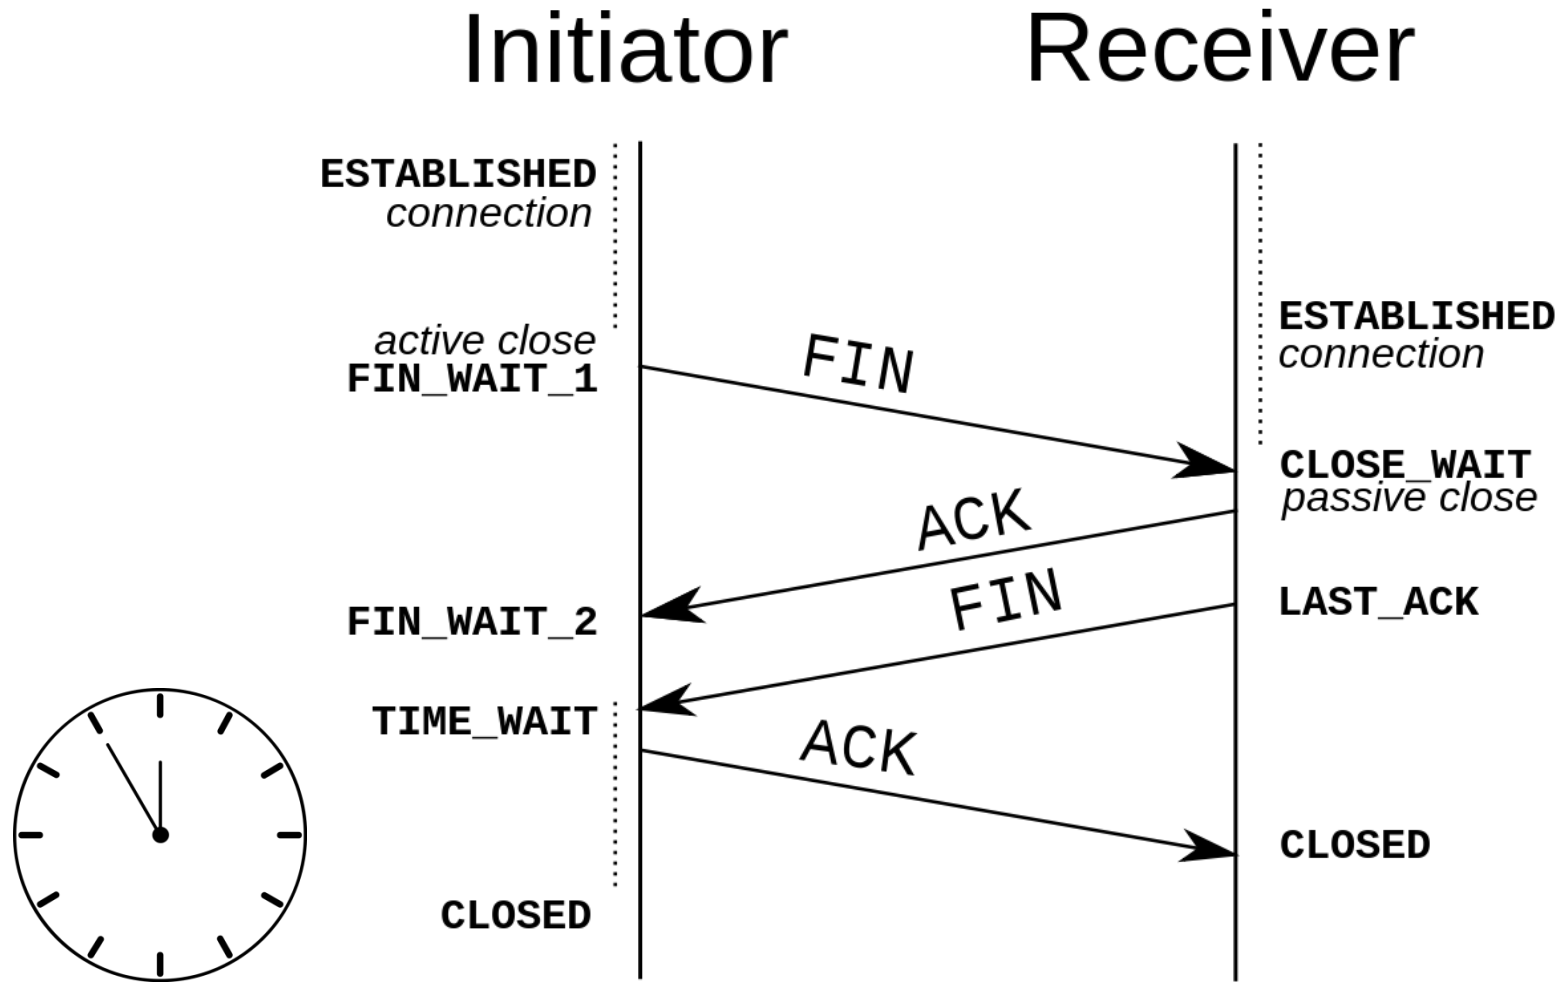 Initiator
Receiver
ESTABLISHED
connection
ESTABLISHED
connection
active close
FIN_WAIT_1
FIN
CLOSE_WAIT
passive close
ACK
FIN_WAIT_2
FIN
LAST_ACK
TIME_WAIT
ACK
CLOSED
CLOSED